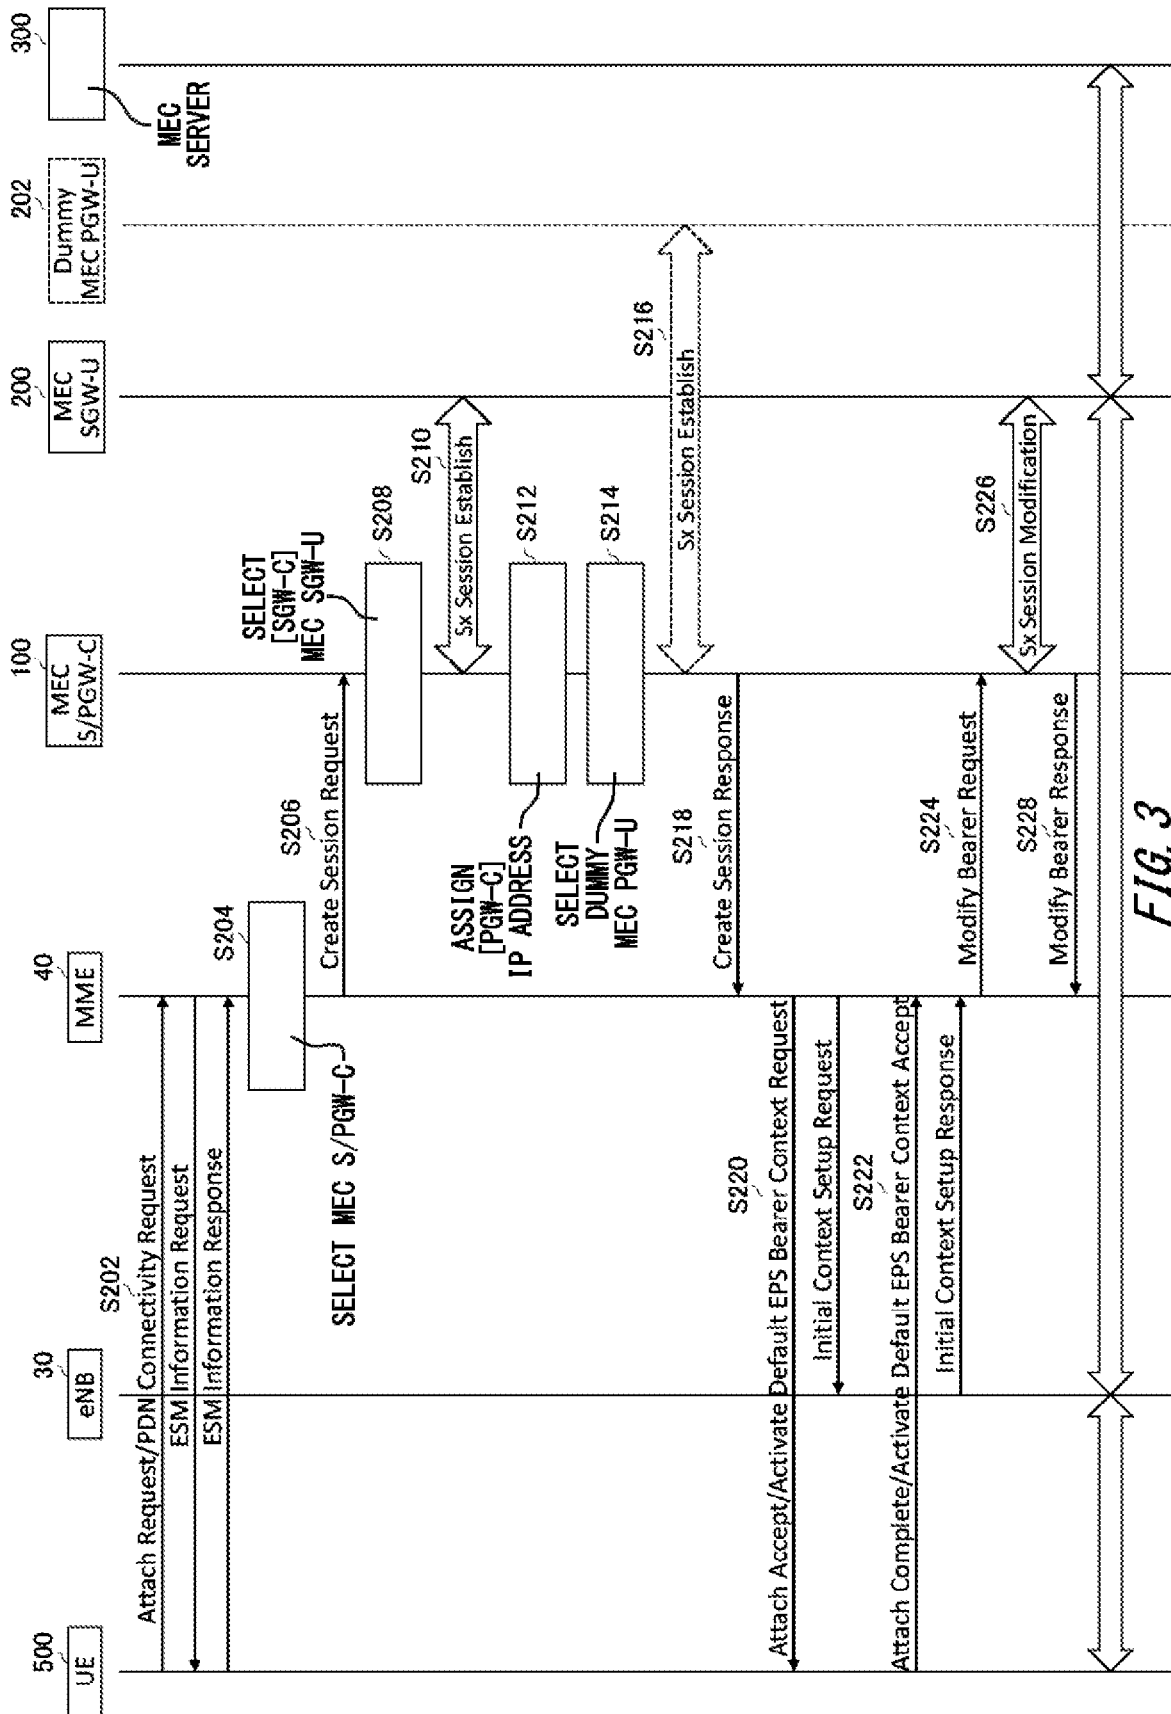 500
UE
30
eNB
40
MME
100
MEC
S/PGW-C
200
MEC
SGW-U
202
Dummy
MEC PGW-U
300
MEC
SERVER
S202
Attach Request/PDN Connectivity Request
ESM Information Request
ESM Information Response
S204
SELECT MEC S/PGW-C
S206
Create Session Request
SELECT
[SGW-C]
MEC SGW-U
S208
S210
Sx Session Establish
ASSIGN
[PGW-C]
IP ADDRESS
S212
SELECT
DUMMY
MEC PGW-U
S214
S216
Sx Session Establish
S218
Create Session Response
S220
Attach Accept/Activate Default EPS Bearer Context Request
Initial Context Setup Request
S222
Attach Complete/Activate Default EPS Bearer Context Accept
Initial Context Setup Response
S224
Modify Bearer Request
S226
Sx Session Modification
S228
Modify Bearer Response
FIG. 3